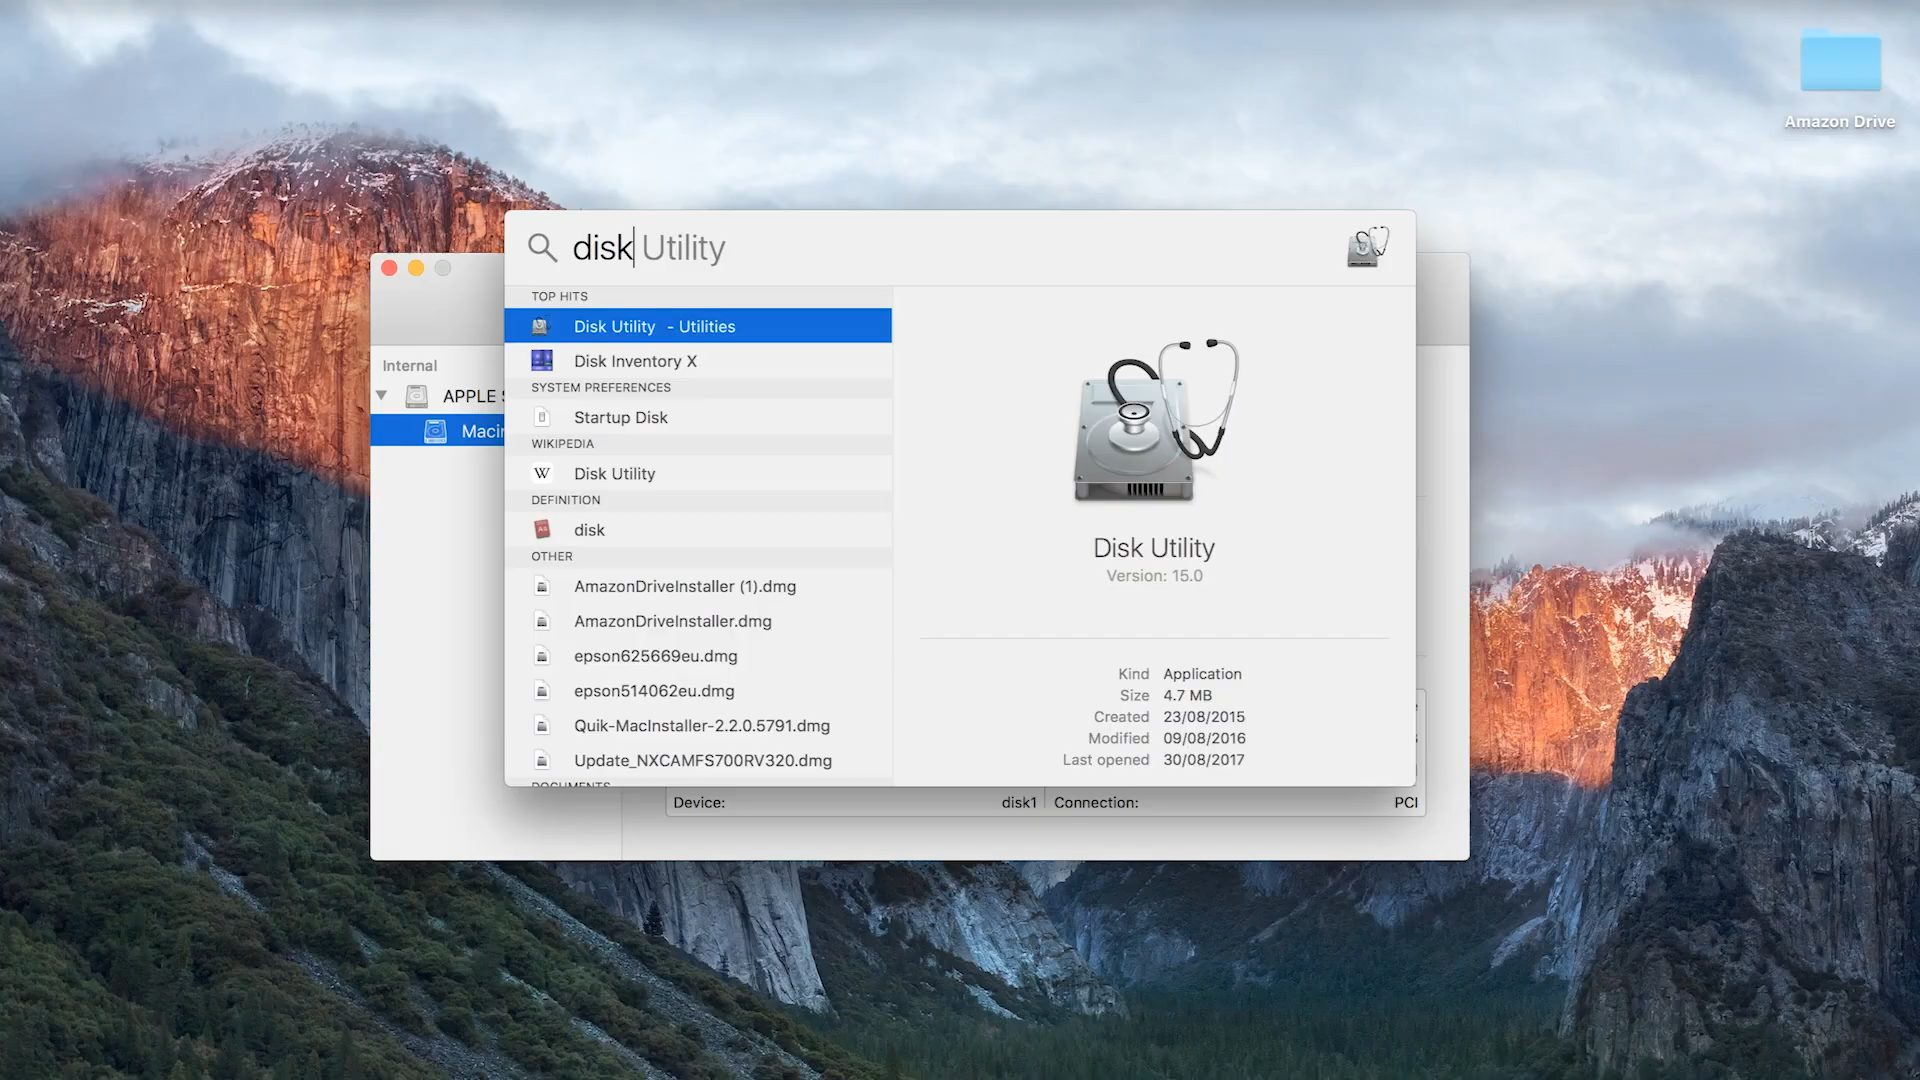 Amazon Drive
disk Utility
TOP HITS
Disk Utility - Utilities
Disk Inventory X
SYSTEM PREFERENCES
Startup Disk
WIKIPEDIA
W Disk Utility
DEFINITION
disk
OTHER
AmazonDriveInstaller (1).dmg
AmazonDriveInstaller.dmg
epson625669eu.dmg
epson514062eu.dmg
Quik-MacInstaller-2.2.0.5791.dmg
Update_NXCAMFS700RV320.dmg
DOCUMENTS
Disk Utility
Version: 15.0
Kind Application
Size 4.7 MB
Created 23/08/2015
Modified 09/08/2016
Last opened 30/08/2017
Internal
APPLE
Device: disk1
Connection: PCI